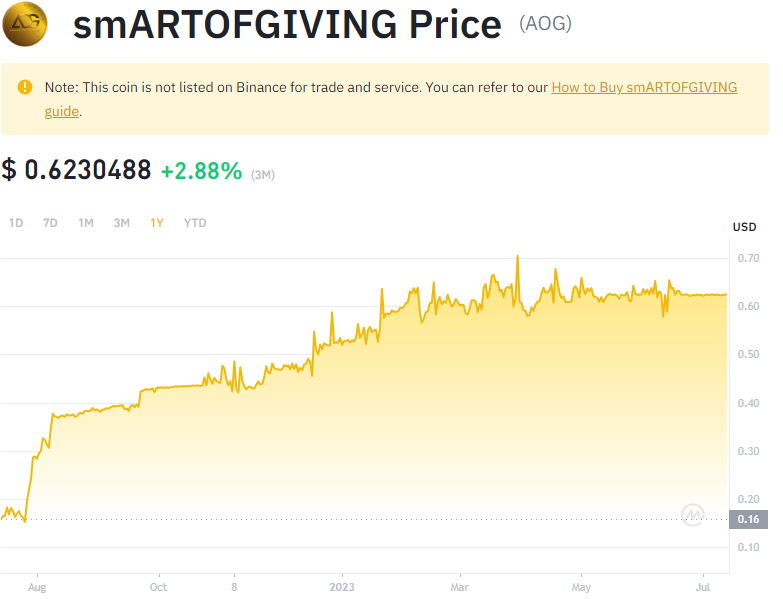 AOG
smARTOFGIVING Price (AOG)
Note: This coin is not listed on Binance for trade and service. You can refer to our How to Buy smARTOFGIVING
guide.
$ 0.6230488 +2.88% (3M)
1D 7D 1M 3M 1Y YTD
USD
0.70
0.60
0.50
0.40
0.30
0.20
0.16
0.10
Aug Oct 8 2023 Mar May Jul